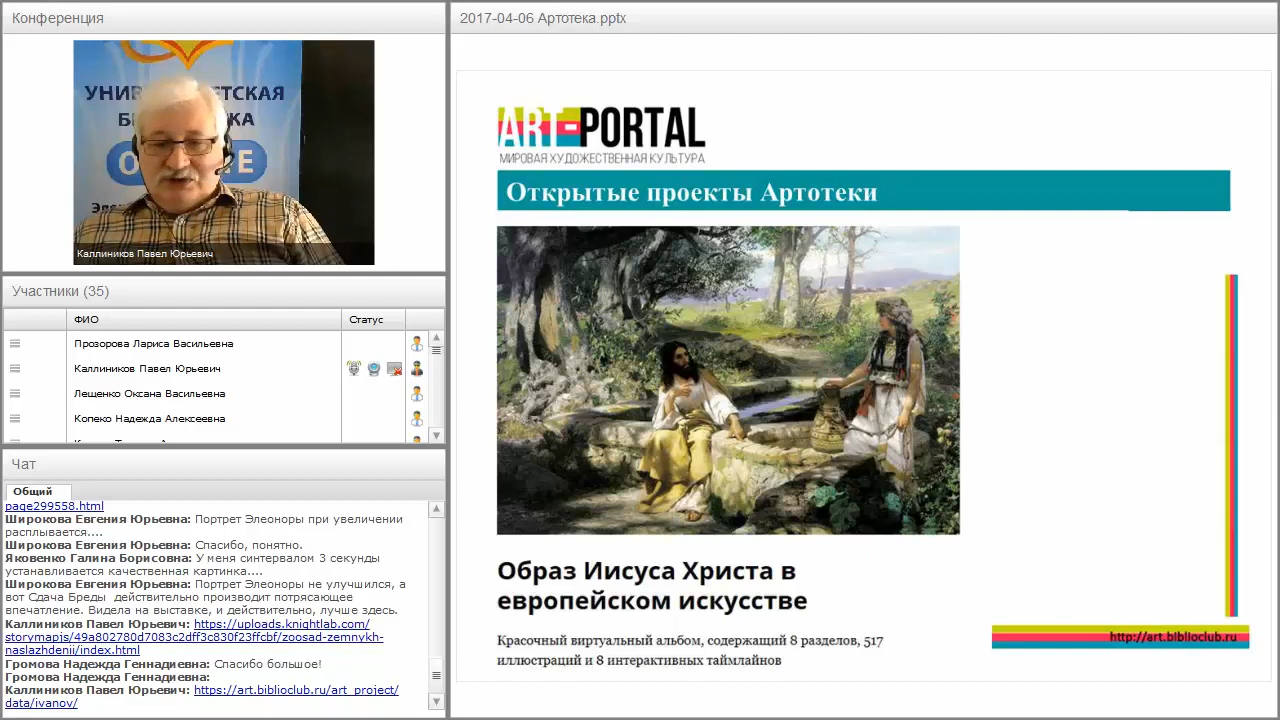 Конференция
УНИВ
ЕТСКАЯ
Каллиников Павел Юрьевич
Участники (35)
ФИО
Статус
Прозорова Лариса Васильевна
Каллиников Павел Юрьевич
Лещенко Оксана Васильевна
Копеко Надежда Алексеевна
Чат
Общий
page299558.html
Широкова Евгения Юрьевна: Портрет Элеоноры при увеличении
расплывается....
Широкова Евгения Юрьевна: Спасибо, понятно.
Яковенко Галина Борисовна: У меня синтервалом 3 секунды
устанавливается качественная картинка....
Широкова Евгения Юрьевна: Портрет Элеоноры не улучшился, а
вот Сдача Бреды действительно производит потрясающее
впечатление. Видела на выставке, и действительно, лучше здесь.
Каллиников Павел Юрьевич: https://uploads.knightlab.com/
storymapjs/49a802780d7083c2dff3c830f23ffcbf/zoosad-zemnykh-
naslazhdenii/index.html
Громова Надежда Геннадиевна: Спасибо большое!
Громова Надежда Геннадиевна:
Каллиников Павел Юрьевич: https://art.biblioclub.ru/art_project/
data/ivanov/
2017-04-06 Артотека.pptx
ART-PORTAL
МИРОВАЯ ХУДОЖЕСТВЕННАЯ КУЛЬТУРА
Открытые проекты Артотеки
Образ Иисуса Христа в
европейском искусстве
Красочный виртуальный альбом, содержащий 8 разделов, 517
иллюстраций и 8 интерактивных таймлайнов
http://art.biblioclub.ru